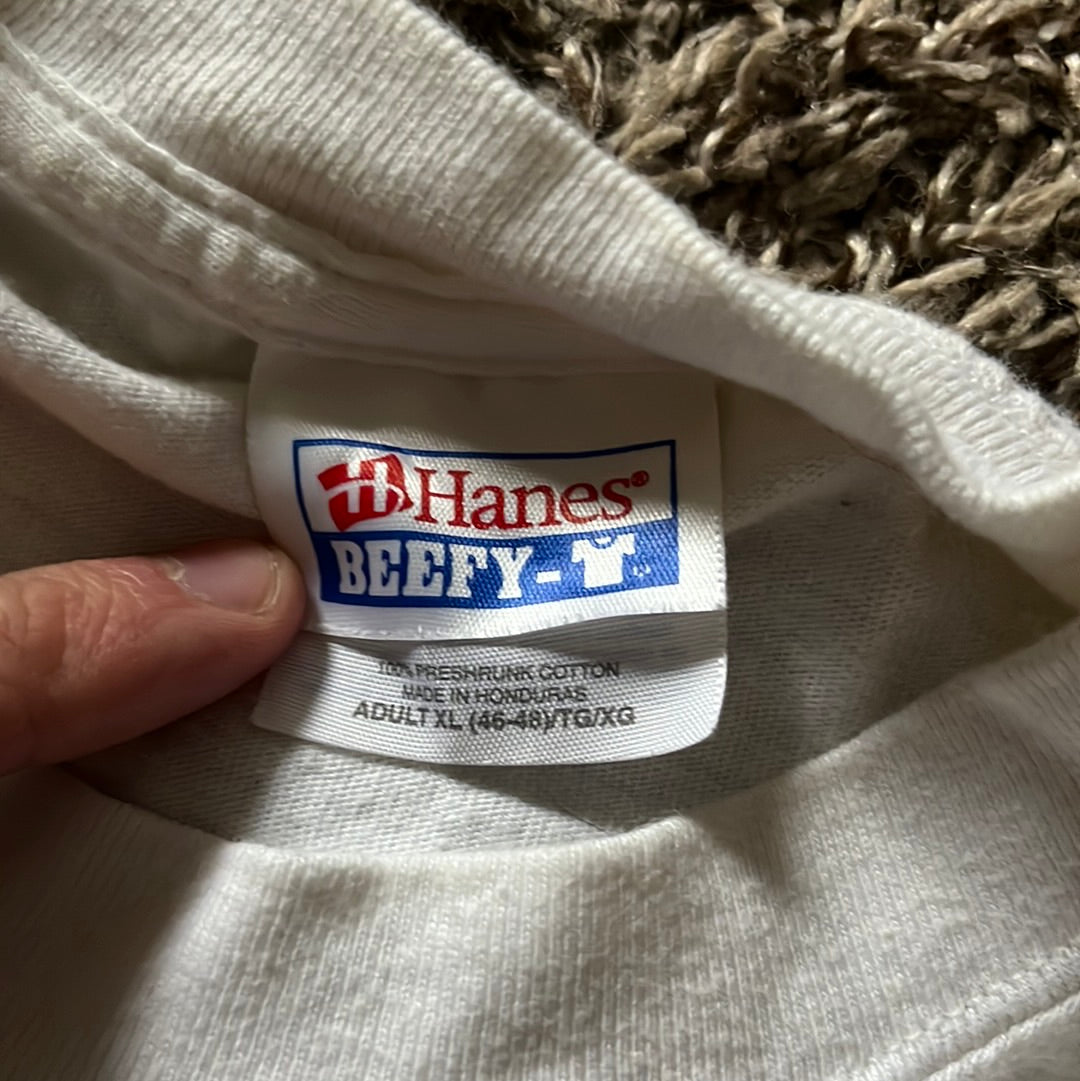 Hanes®
BEEFY-T
100% PRESHRUNK COTTON
MADE IN HONDURAS
ADULT XL (46-48)/TG/XG